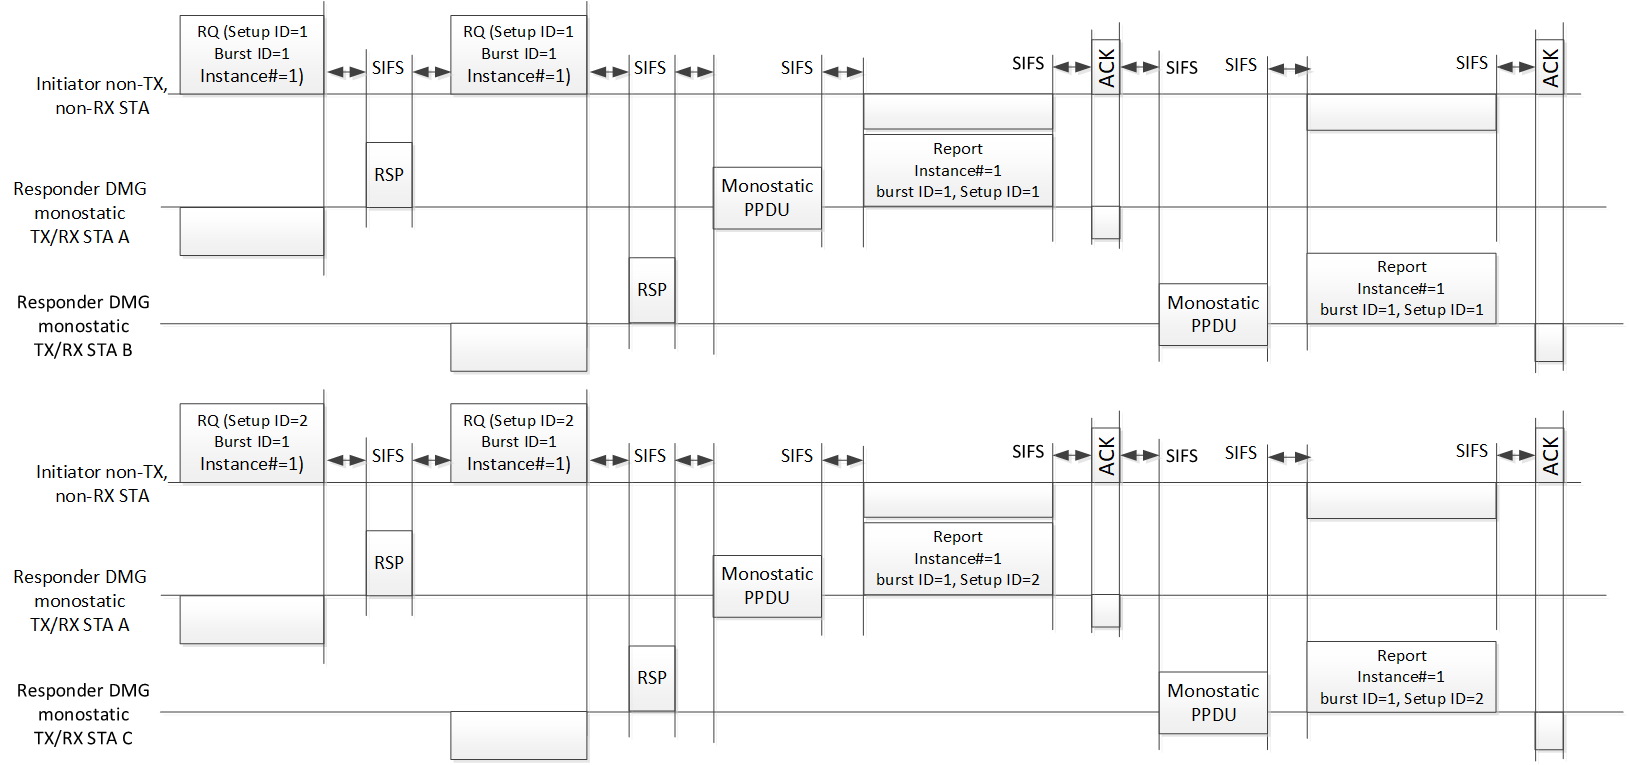 RQ (Setup ID=1
Burst ID=1
Instance#=1)
SIFS
RQ (Setup ID=1
Burst ID=1
Instance#=1)
SIFS
SIFS
SIFS
ACK
SIFS
SIFS
SIFS
ACK
Initiator non-TX,
non-RX STA
Responder DMG
monostatic
TX/RX STA A
RSP
Monostatic
PPDU
Report
Instance#=1
burst ID=1, Setup ID=1
Responder DMG
monostatic
TX/RX STA B
RSP
Monostatic
PPDU
Report
Instance#=1
burst ID=1, Setup ID=1
RQ (Setup ID=2
Burst ID=1
Instance#=1)
SIFS
RQ (Setup ID=2
Burst ID=1
Instance#=1)
SIFS
SIFS
SIFS
ACK
SIFS
SIFS
SIFS
ACK
Initiator non-TX,
non-RX STA
Responder DMG
monostatic
TX/RX STA A
RSP
Monostatic
PPDU
Report
Instance#=1
burst ID=1, Setup ID=2
Responder DMG
monostatic
TX/RX STA C
RSP
Monostatic
PPDU
Report
Instance#=1
burst ID=1, Setup ID=2